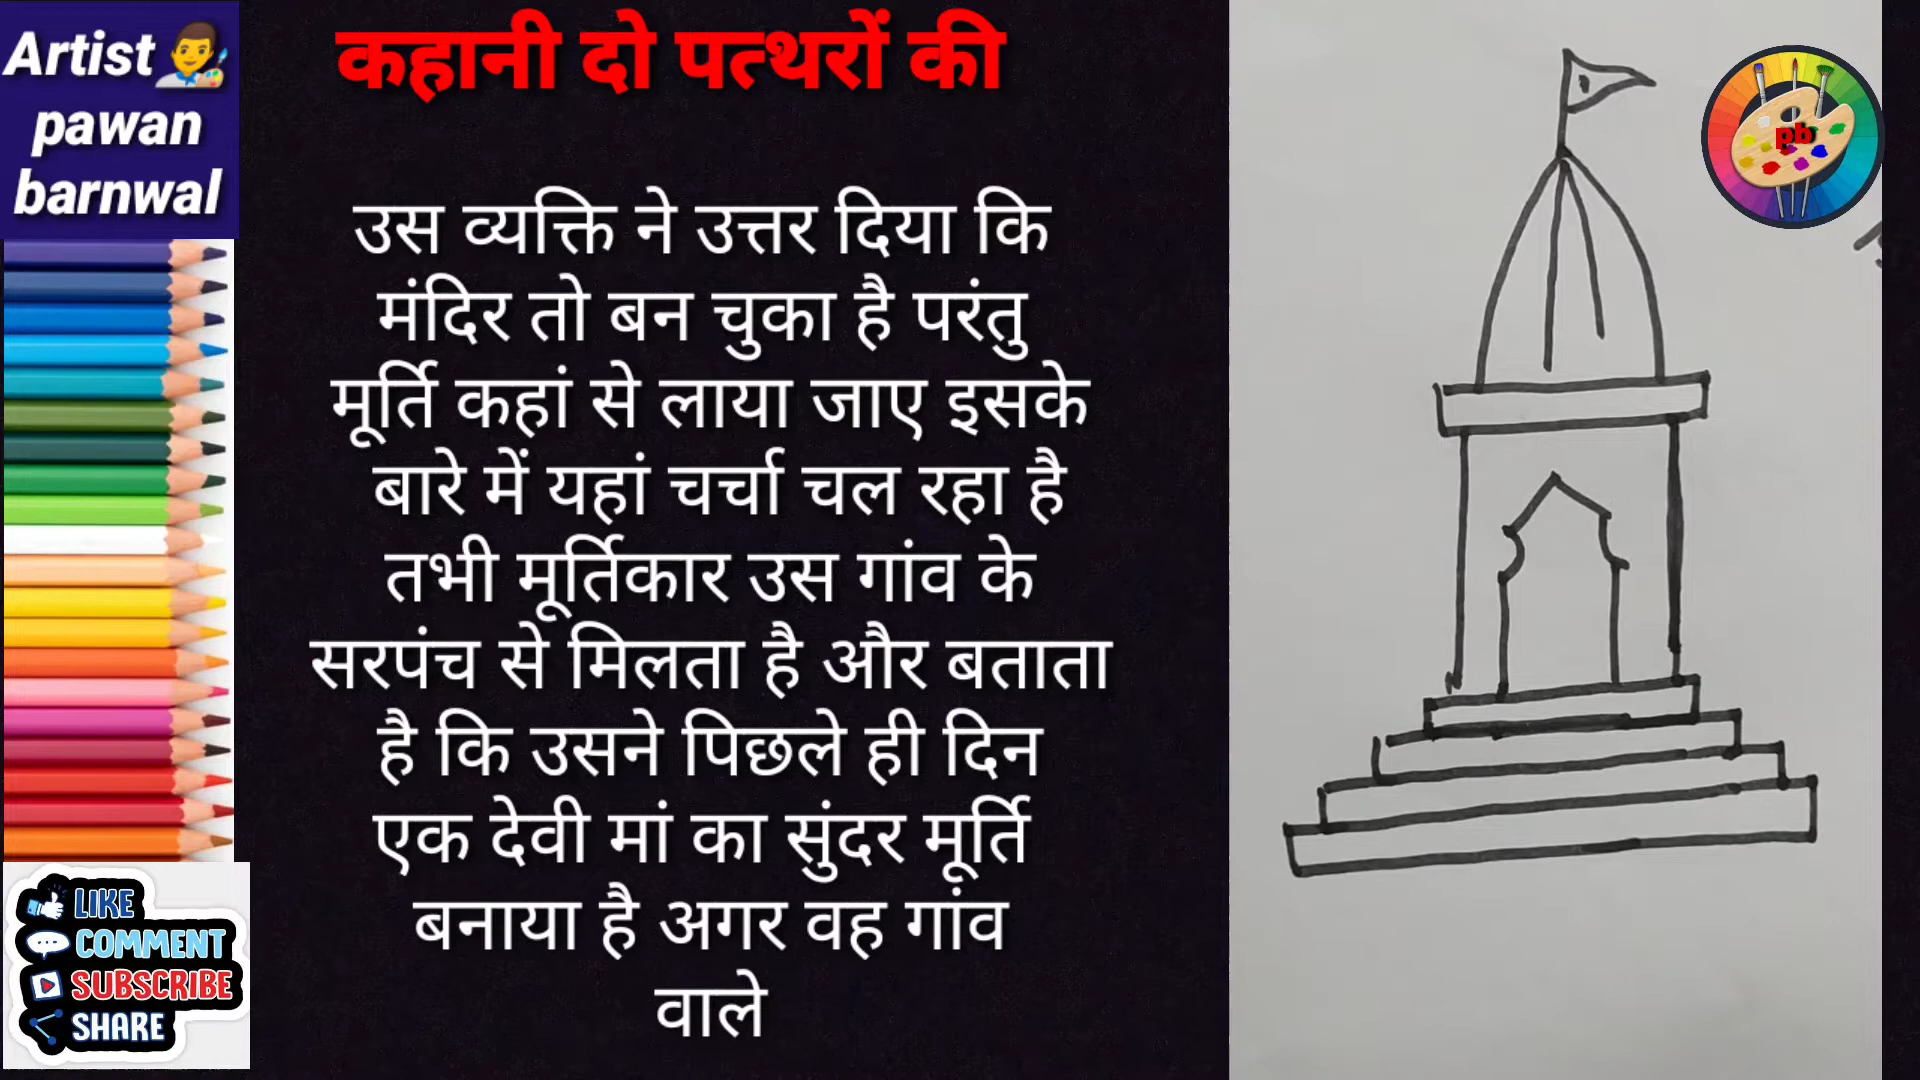 Artist
pawan
barnwal
कहानी दो पत्थरों की
उस व्यक्ति ने उत्तर दिया कि
मंदिर तो बन चुका है परंतु
मूर्ति कहां से लाया जाए इसके
बारे में यहां चर्चा चल रहा है
तभी मूर्तिकार उस गांव के
सरपंच से मिलता है और बताता
है कि उसने पिछले ही दिन
एक देवी मां का सुंदर मूर्ति
बनाया है अगर वह गांव
वाले
pb
LIKE
COMMENT
SUBSCRIBE
SHARE